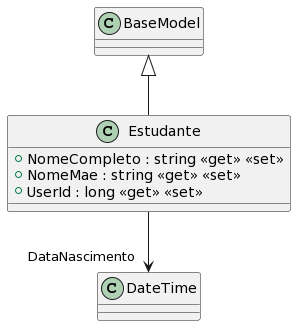 C BaseModel
C Estudante
NomeCompleto : string «get» «set»
NomeMae : string «get» «set»
UserId : long «get» «set»
DataNascimento
C DateTime